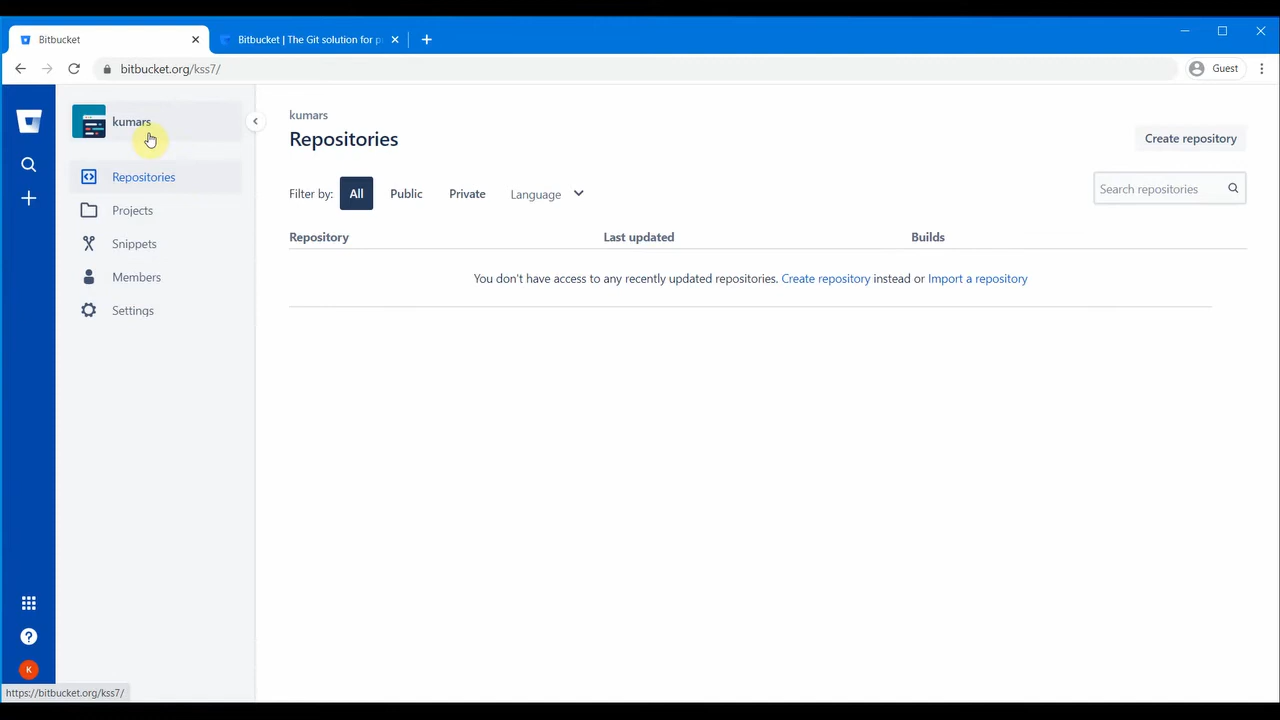 Bitbucket
Bitbucket | The Git solution for p
bitbucket.org/kss7/
Guest
kumars
Repositories
Projects
Snippets
Members
Settings
kumars
Repositories
Create repository
Filter by: All Public Private Language
Search repositories
Repository Last updated Builds
You don't have access to any recently updated repositories. Create repository instead or Import a repository
?
K
https://bitbucket.org/kss7/